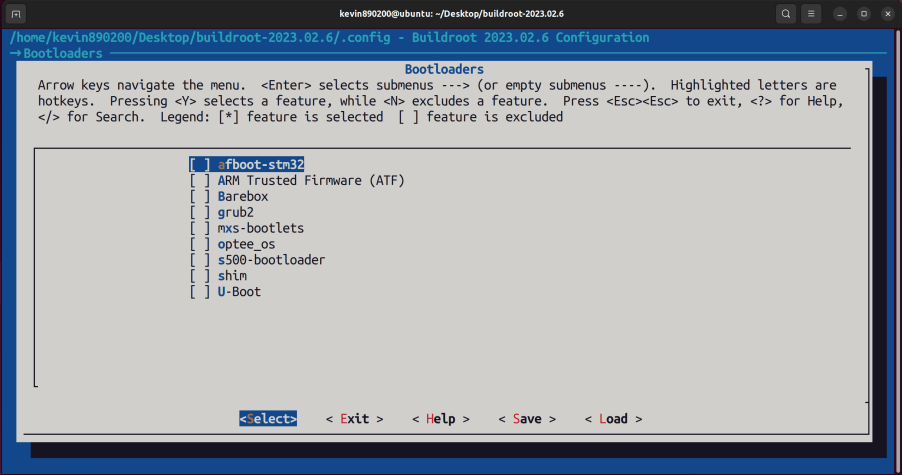 kevin890200@ubuntu: ~/Desktop/buildroot-2023.02.6
/home/kevin890200/Desktop/buildroot-2023.02.6/.config - Buildroot 2023.02.6 Configuration
→ Bootloaders
Bootloaders
Arrow keys navigate the menu. <Enter> selects submenus ---> (or empty submenus ----). Highlighted letters are
hotkeys. Pressing <Y> selects a feature, while <N> excludes a feature. Press <Esc><Esc> to exit, <?> for Help,
</> for Search. Legend: [*] feature is selected [ ] feature is excluded
[ ] afboot-stm32
[ ] ARM Trusted Firmware (ATF)
[ ] Barebox
[ ] grub2
[ ] mxs-bootlets
[ ] optee_os
[ ] s500-bootloader
[ ] shim
[ ] U-Boot
<Select> < Exit > < Help > < Save > < Load >